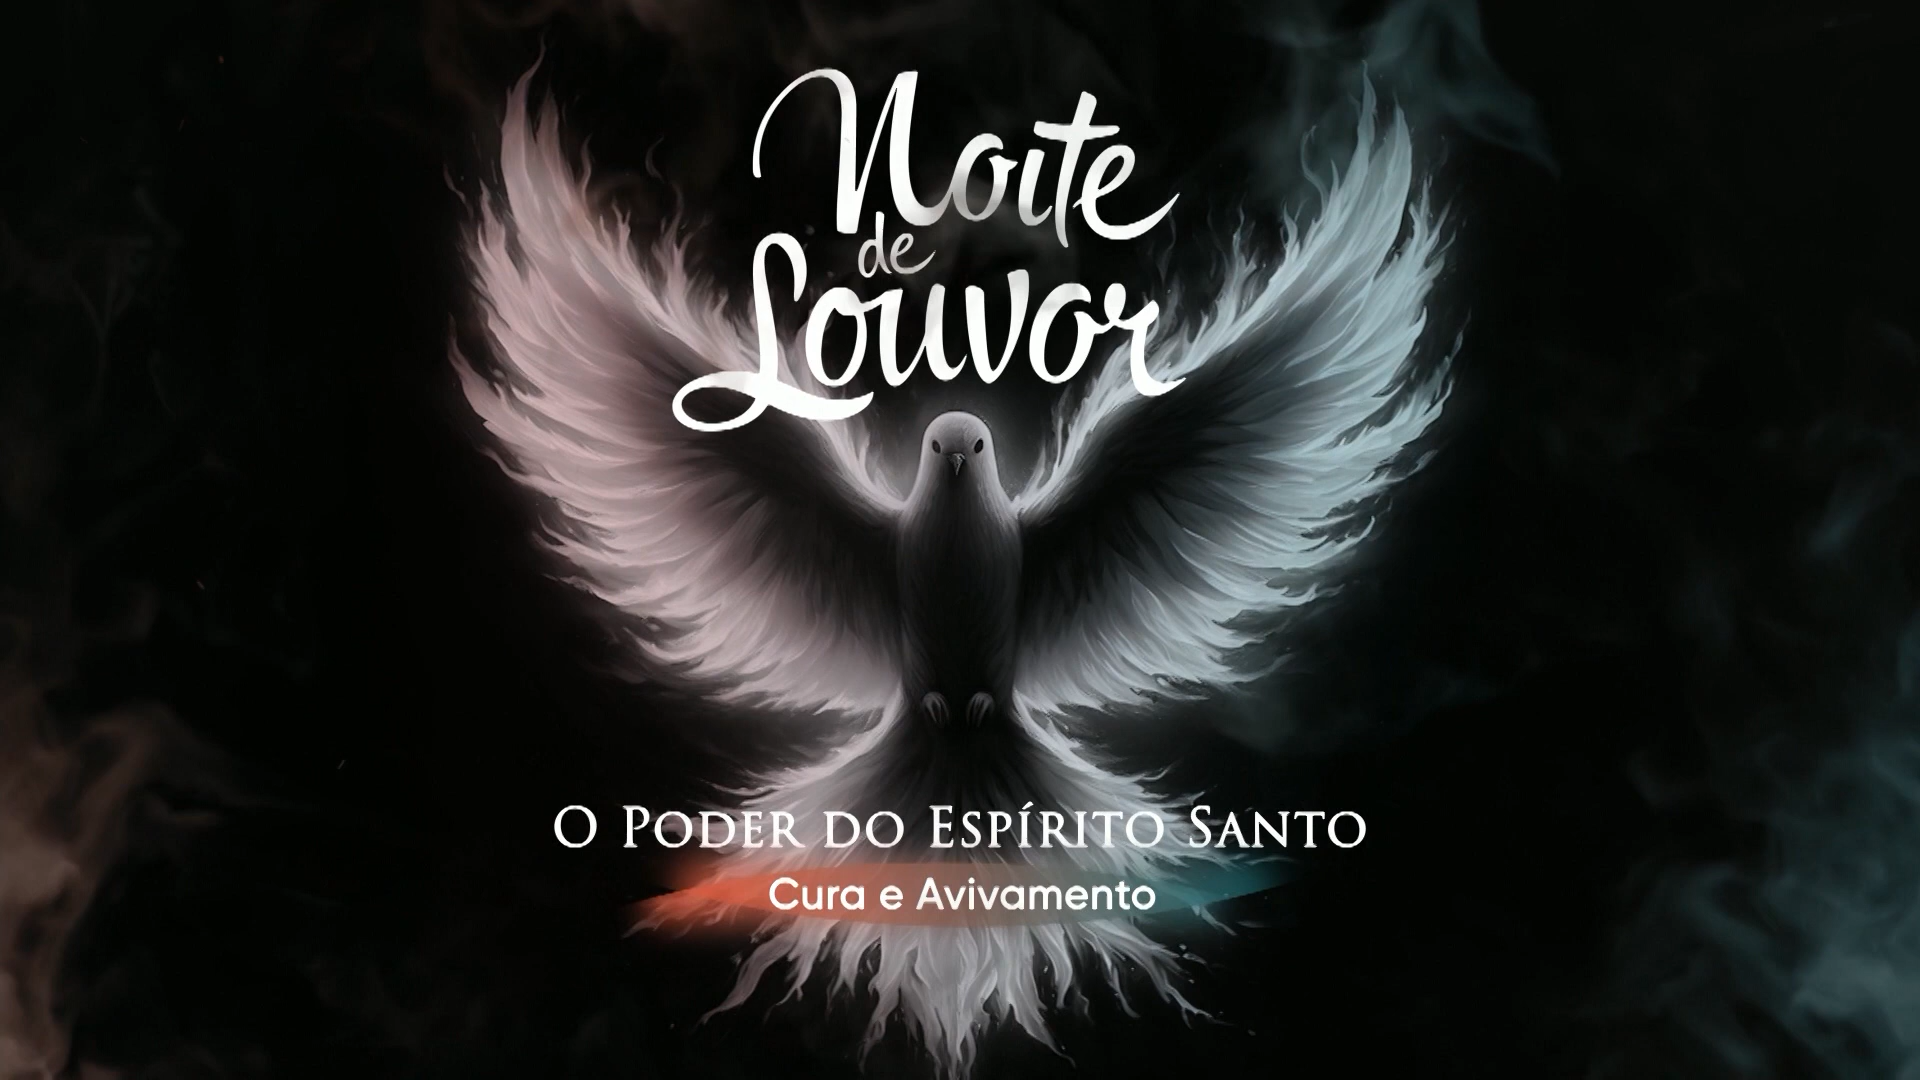 Noite
de
Louvor
O Poder do Espírito Santo
Cura e Avivamento